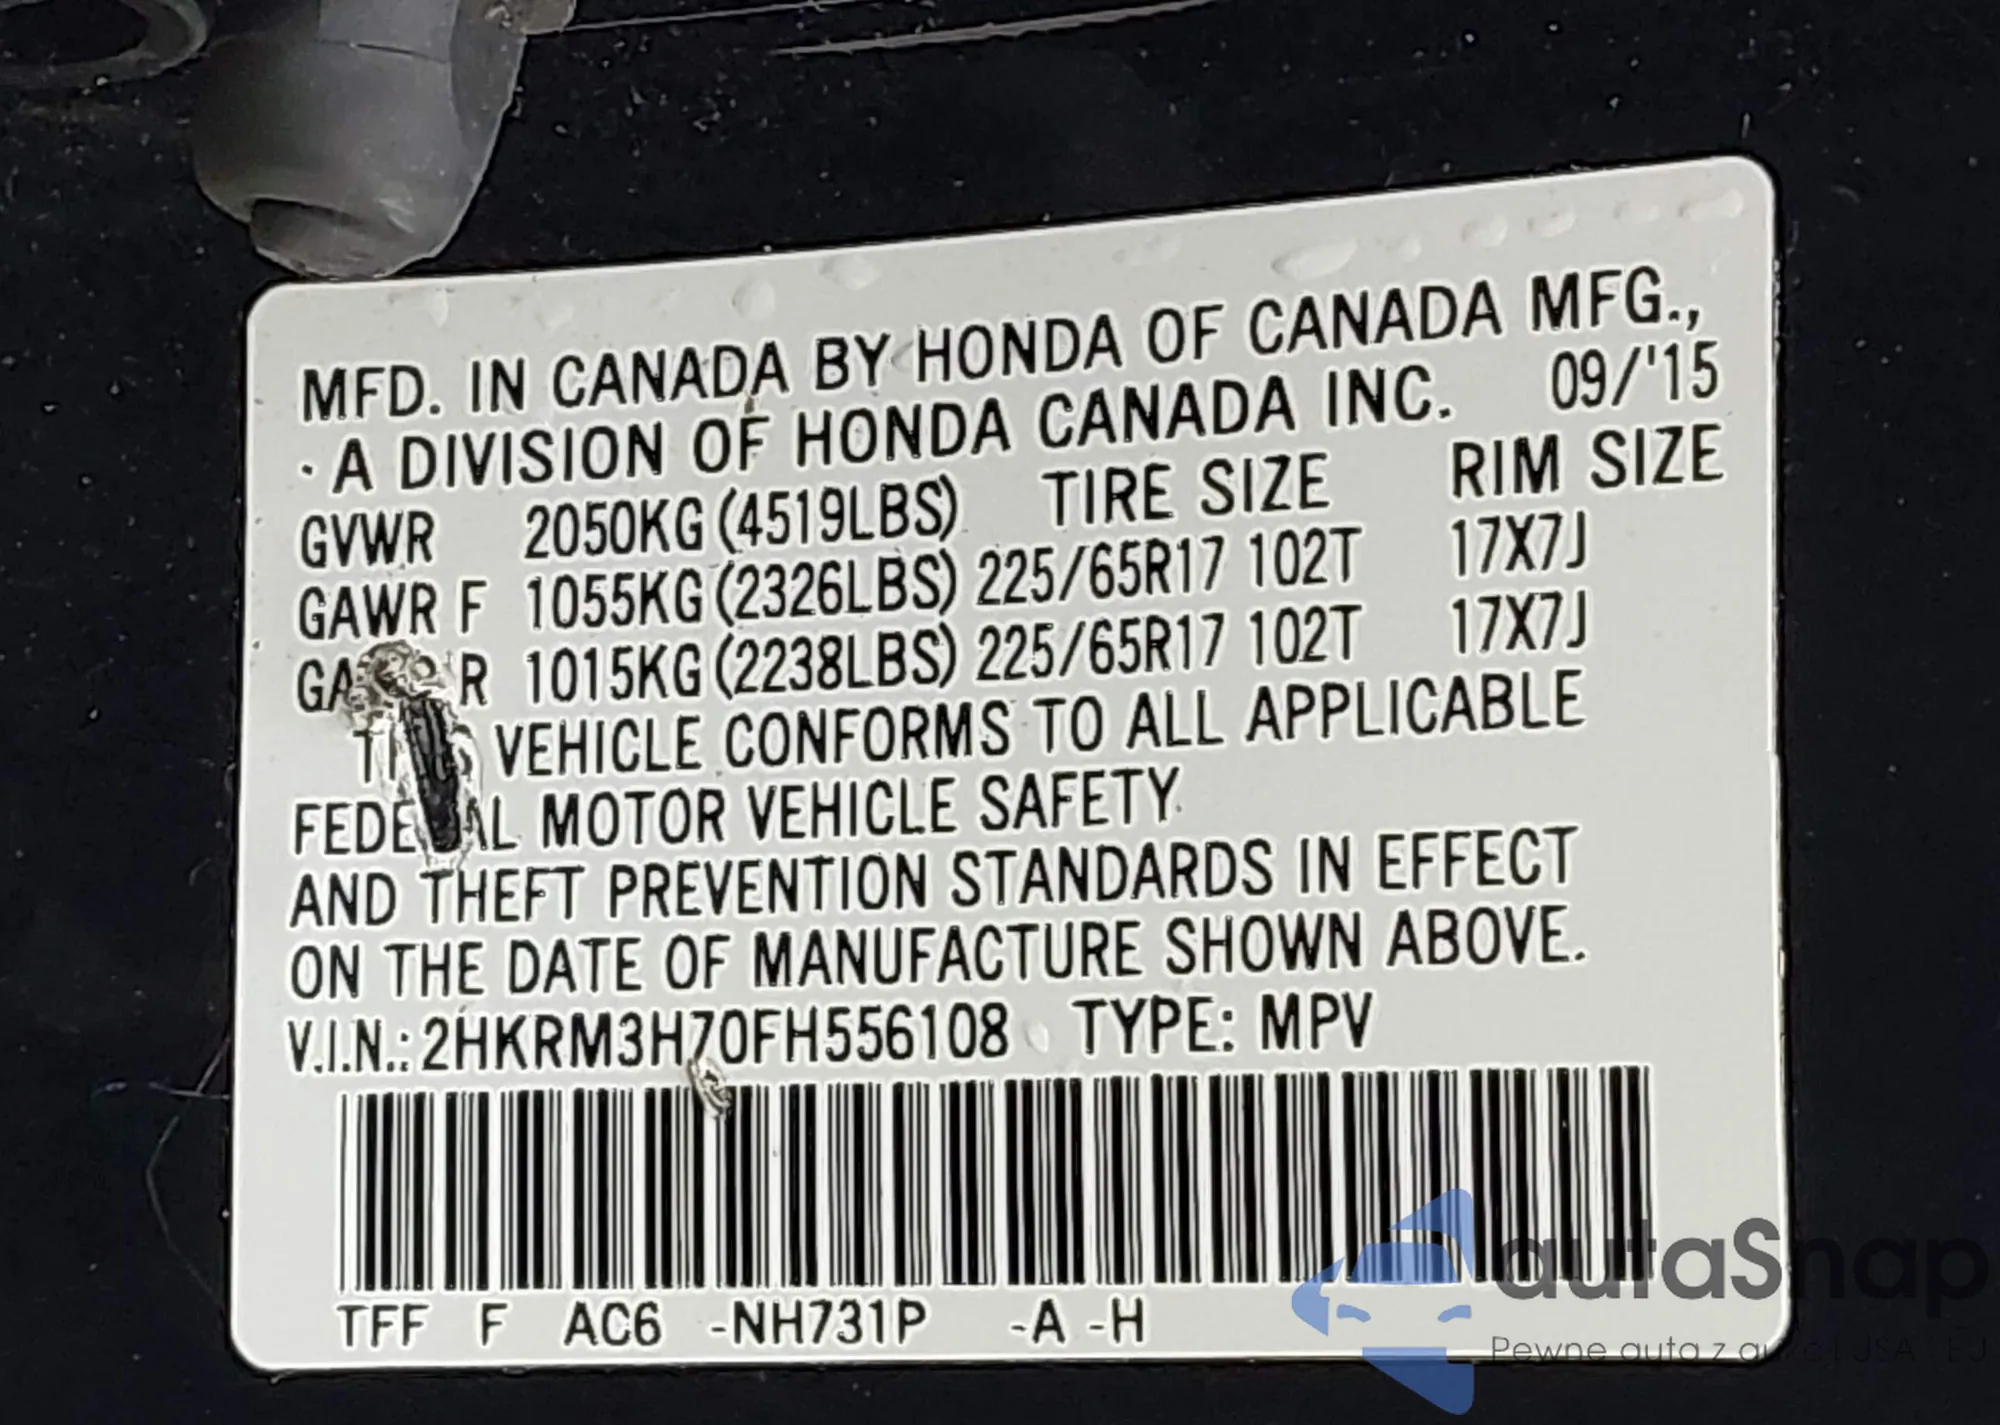 MFD. IN CANADA BY HONDA OF CANADA MFG.,
· A DIVISION OF HONDA CANADA INC. 09/'15
GVWR 2050KG (4519LBS) TIRE SIZE RIM SIZE
GAWR F 1055KG (2326LBS) 225/65R17 102T 17X7J
R 1015KG (2238LBS) 225/65R17 102T 17X7J
VEHICLE CONFORMS TO ALL APPLICABLE
MOTOR VEHICLE SAFETY
AND THEFT PREVENTION STANDARDS IN EFFECT
ON THE DATE OF MANUFACTURE SHOWN ABOVE.
V.I.N.: 2HKRM3H70FH556108 TYPE: MPV
TFF F AC6 -NH731P -A -H
autaSnap
Pewne auta z